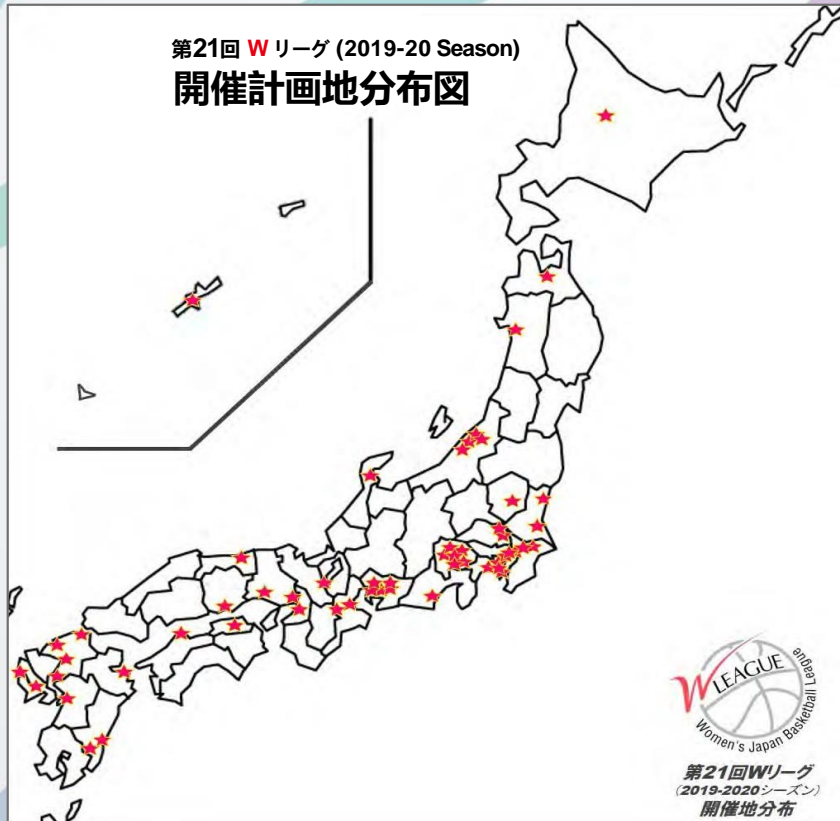 第21回 W リーグ (2019-20 Season)
開催計画地分布図
W LEAGUE
Women's Japan Basketball League
第21回Wリーグ
(2019-2020シーズン)
開催地分布